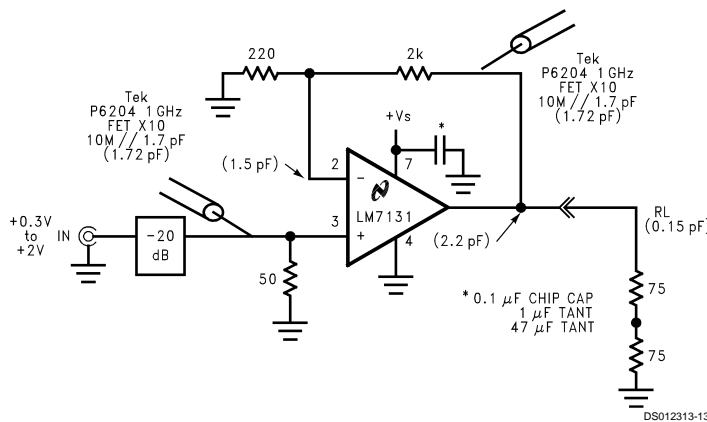 220
2k
Tek
P6204 1GHz
FET X10
10M // 1.7 pF
(1.72 pF)
Tek
P6204 1GHz
FET X10
10M // 1.7 pF
(1.72 pF)
+Vs
*
(1.5 pF)
2
7
−
LM7131
3
+
4
+0.3V
to
+2V
IN
−20
dB
50
(2.2 pF)
RL
(0.15 pF)
* 0.1 μF CHIP CAP
1 μF TANT
47 μF TANT
75
75
DS012313-13